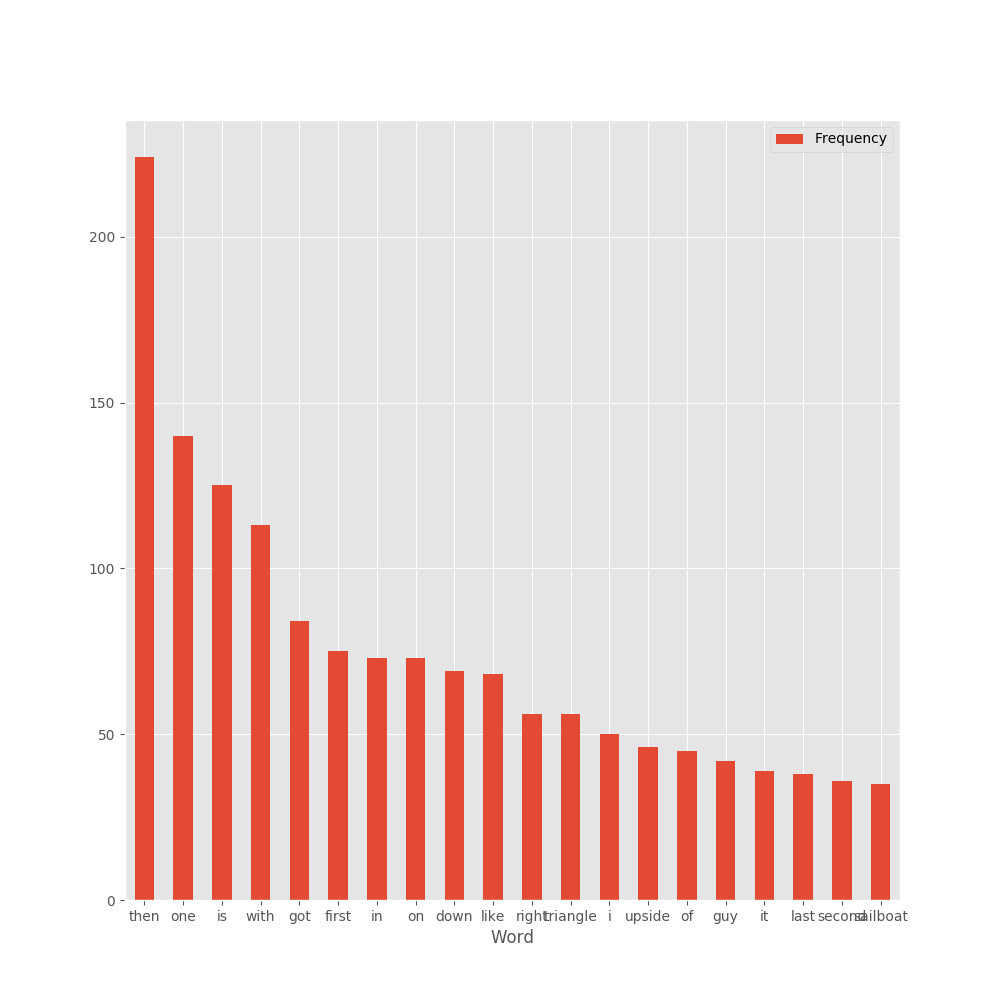 Frequency
200
150
100
50
0
then one is with got first in on down like right triangle i upside of guy it last second sailboat
Word